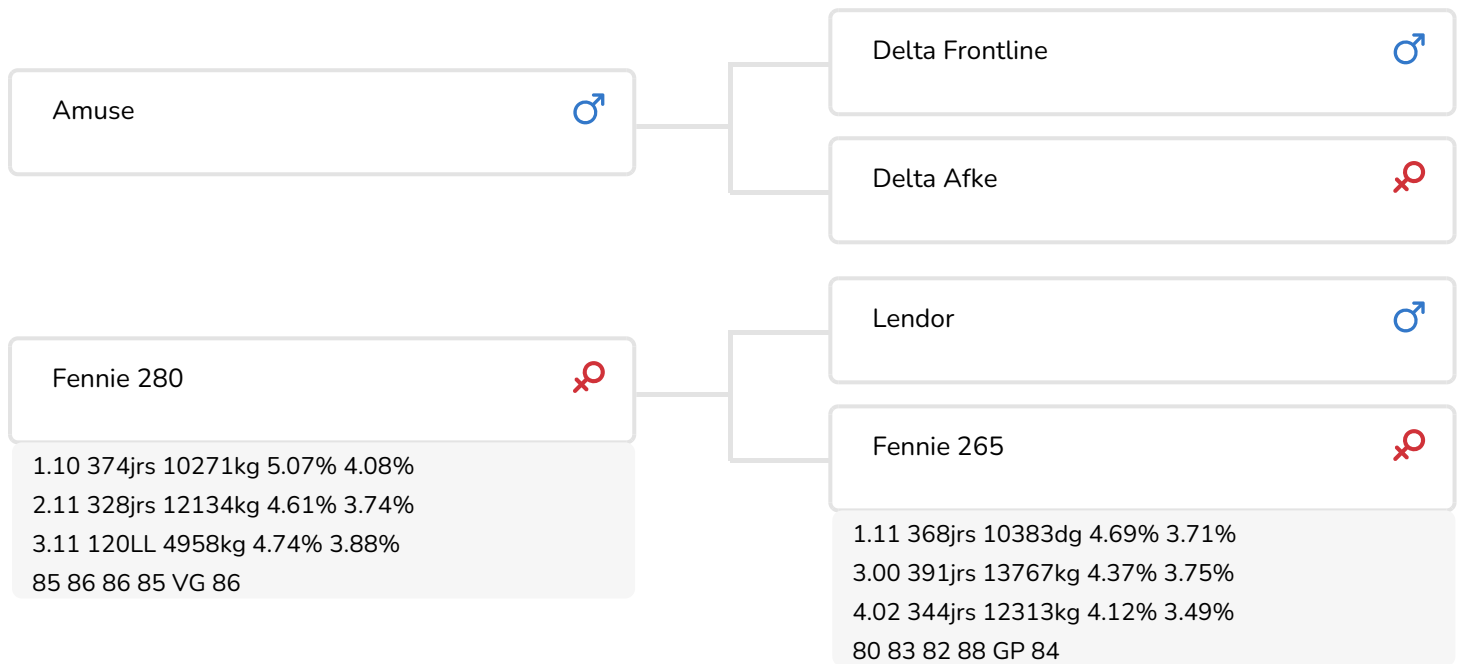 Amuse
Delta Frontline
Delta Afke
Fennie 280
1.10 374jrs 10271kg 5.07% 4.08%
2.11 328jrs 12134kg 4.61% 3.74%
3.11 120LL 4958kg 4.74% 3.88%
85 86 86 85 VG 86
Lendor
Fennie 265
1.11 368jrs 10383dg 4.69% 3.71%
3.00 391jrs 13767kg 4.37% 3.75%
4.02 344jrs 12313kg 4.12% 3.49%
80 83 82 88 GP 84